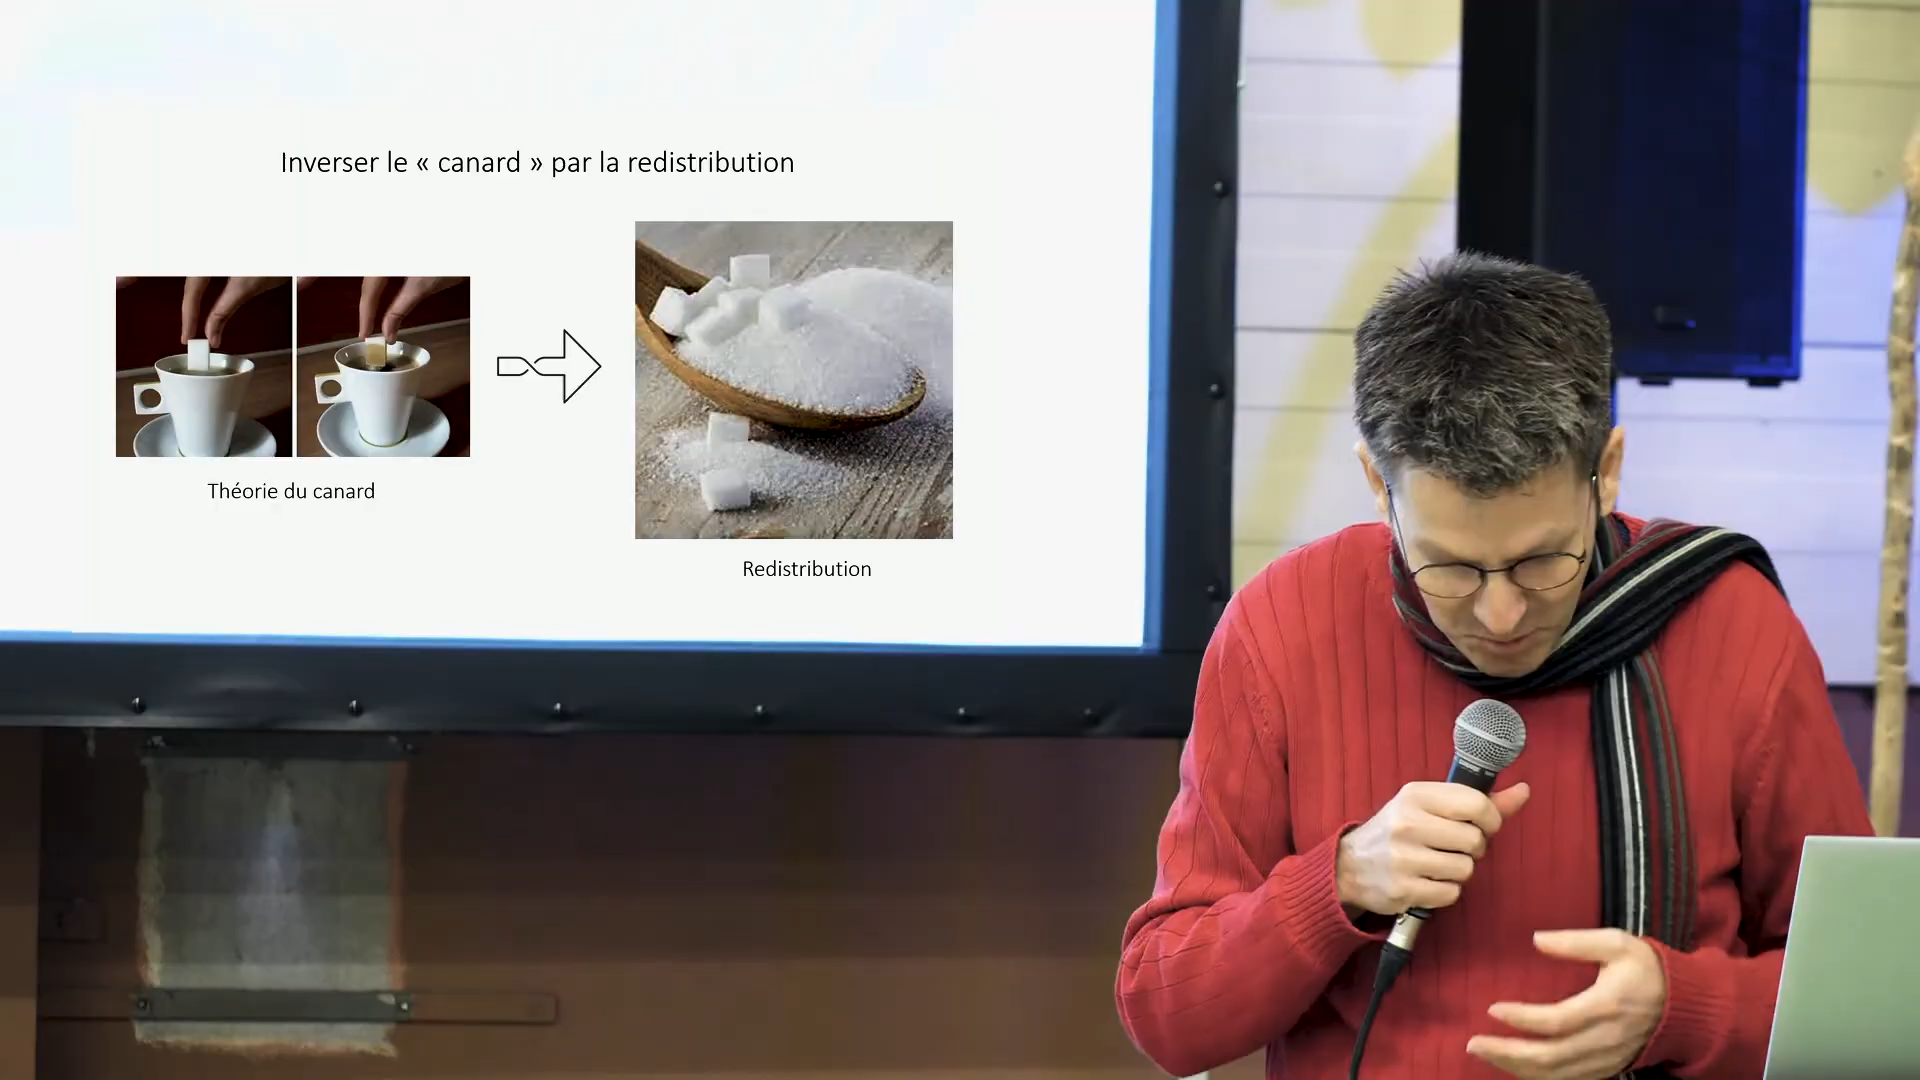 Inverser le « canard » par la redistribution
Théorie du canard
Redistribution